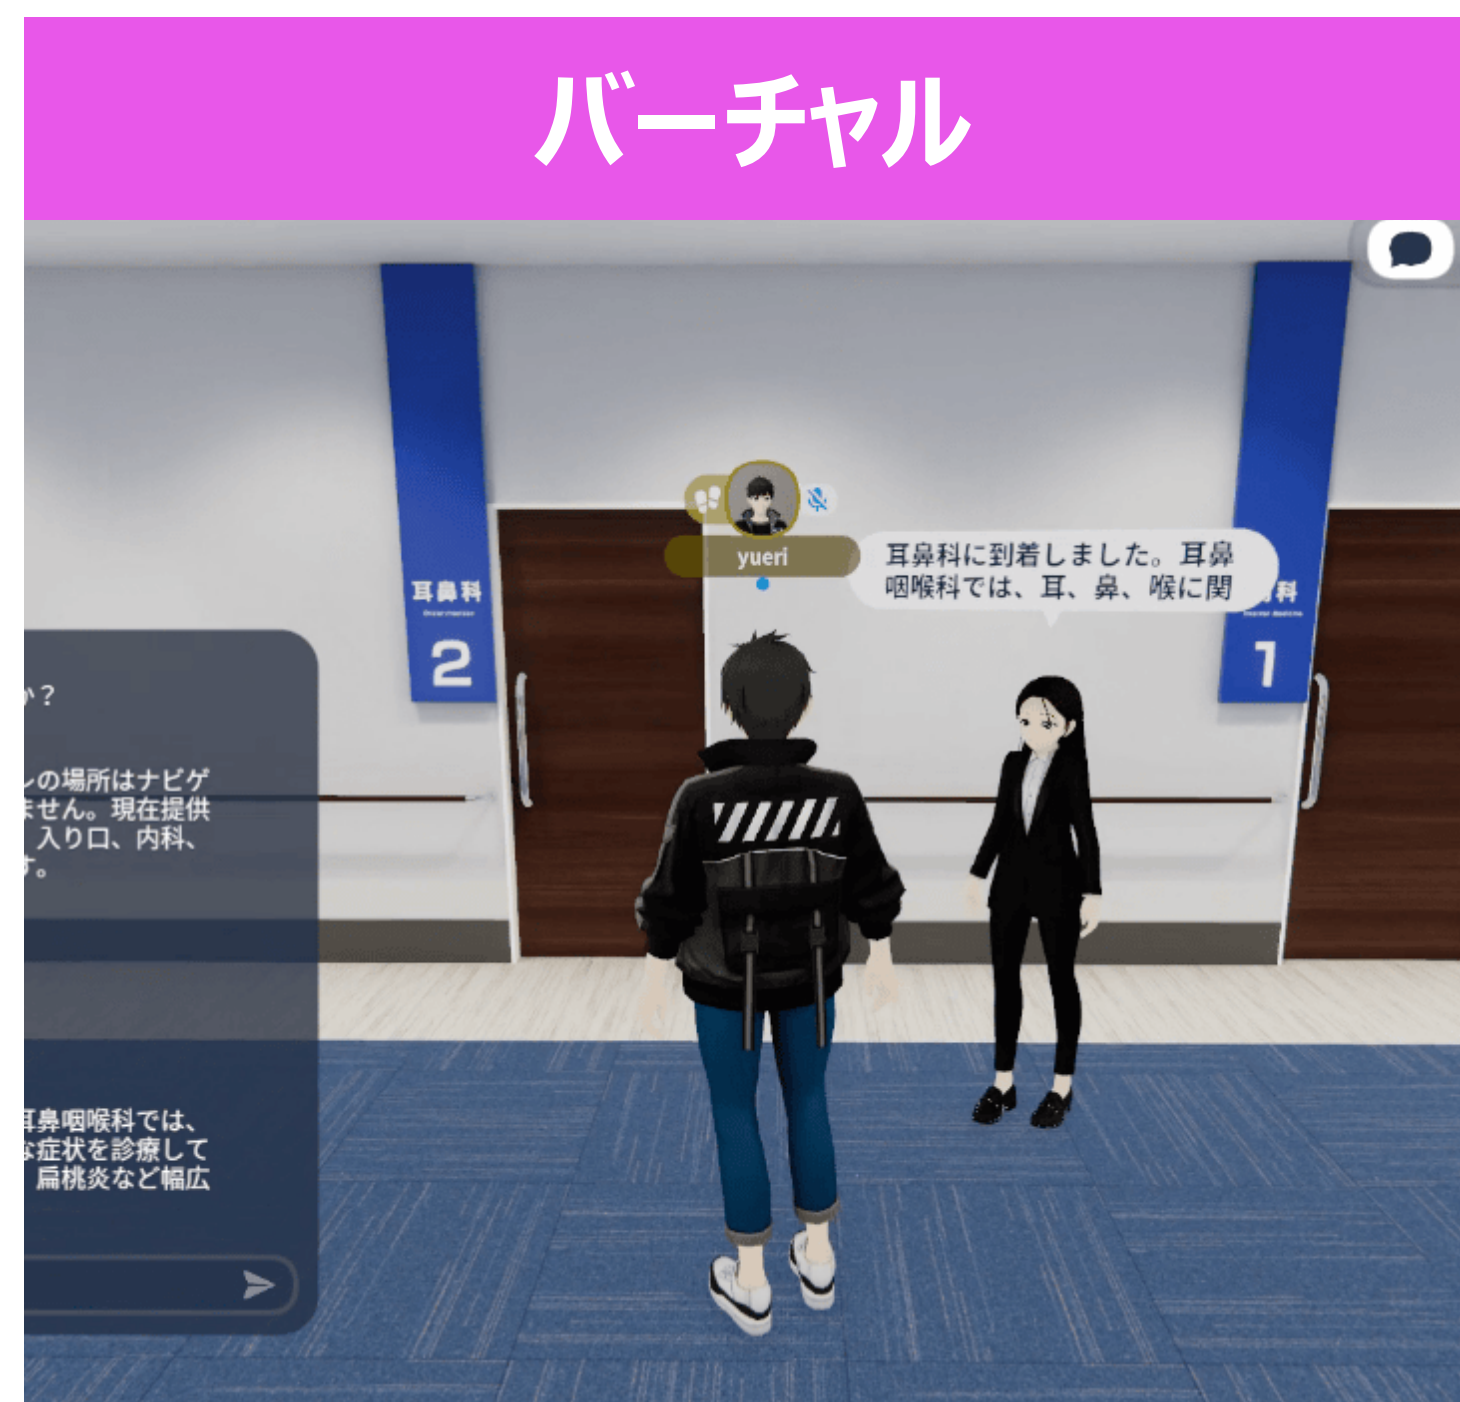 バーチャル
yueri
耳鼻科に到着しました。耳鼻
咽喉科では、耳、鼻、喉に関
耳鼻科
2
科
1
か？
の場所はナビゲ
ません。現在提供
入り口、内科、
す。
耳鼻咽喉科では、
な症状を診療して
扁桃炎など幅広